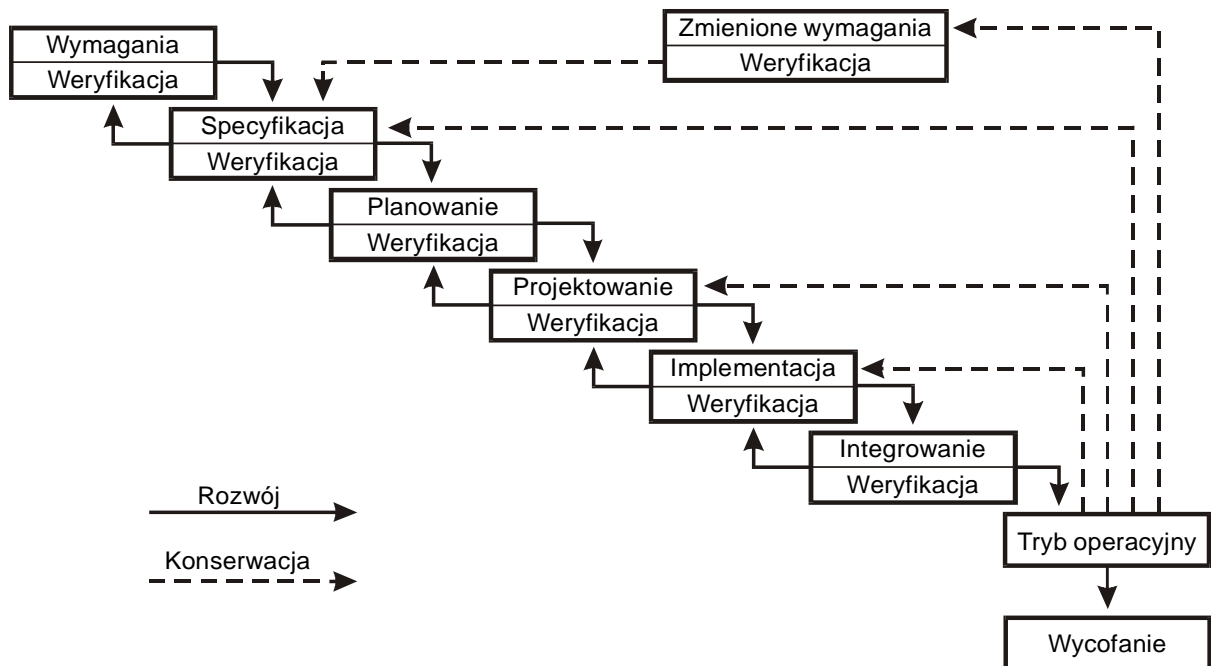 Wymagania
Weryfikacja
Zmienione wymagania
Weryfikacja
Specyfikacja
Weryfikacja
Planowanie
Weryfikacja
Projektowanie
Weryfikacja
Implementacja
Weryfikacja
Integrowanie
Weryfikacja
Rozwój
Konserwacja
Tryb operacyjny
Wycofanie